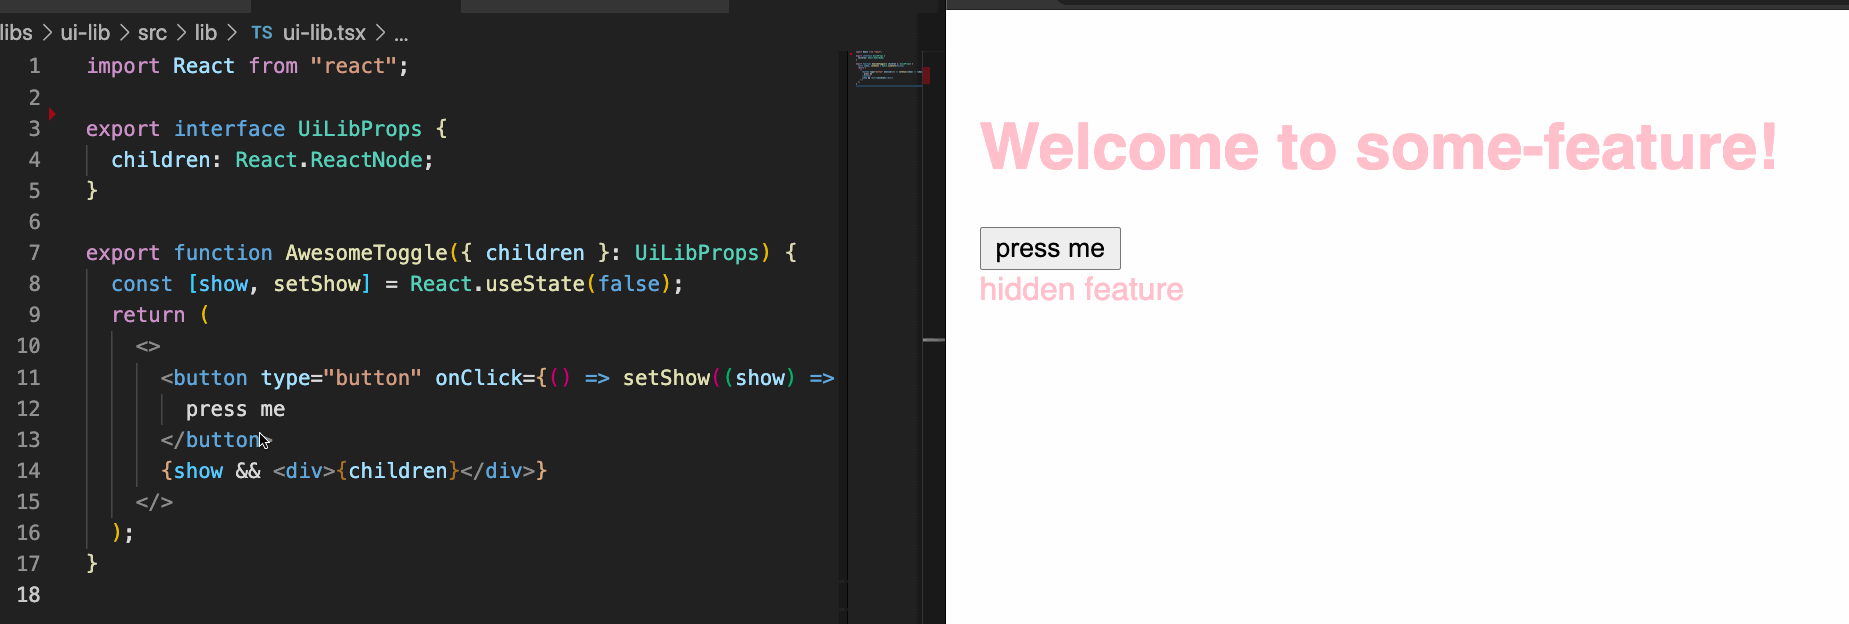 libs > ui-lib > src > lib > TS ui-lib.tsx > ...
1 import React from "react";
2
3 export interface UiLibProps {
4 children: React.ReactNode;
5 }
6
7 export function AwesomeToggle({ children }: UiLibProps) {
8 const [show, setShow] = React.useState(false);
9 return (
10 <>
11 <button type="button" onClick={() => setShow((show) =>
12 press me
13 </button>
14 {show && <div>{children}</div>}
15 </>
16 );
17 }
18
Welcome to some-feature!
press me
hidden feature